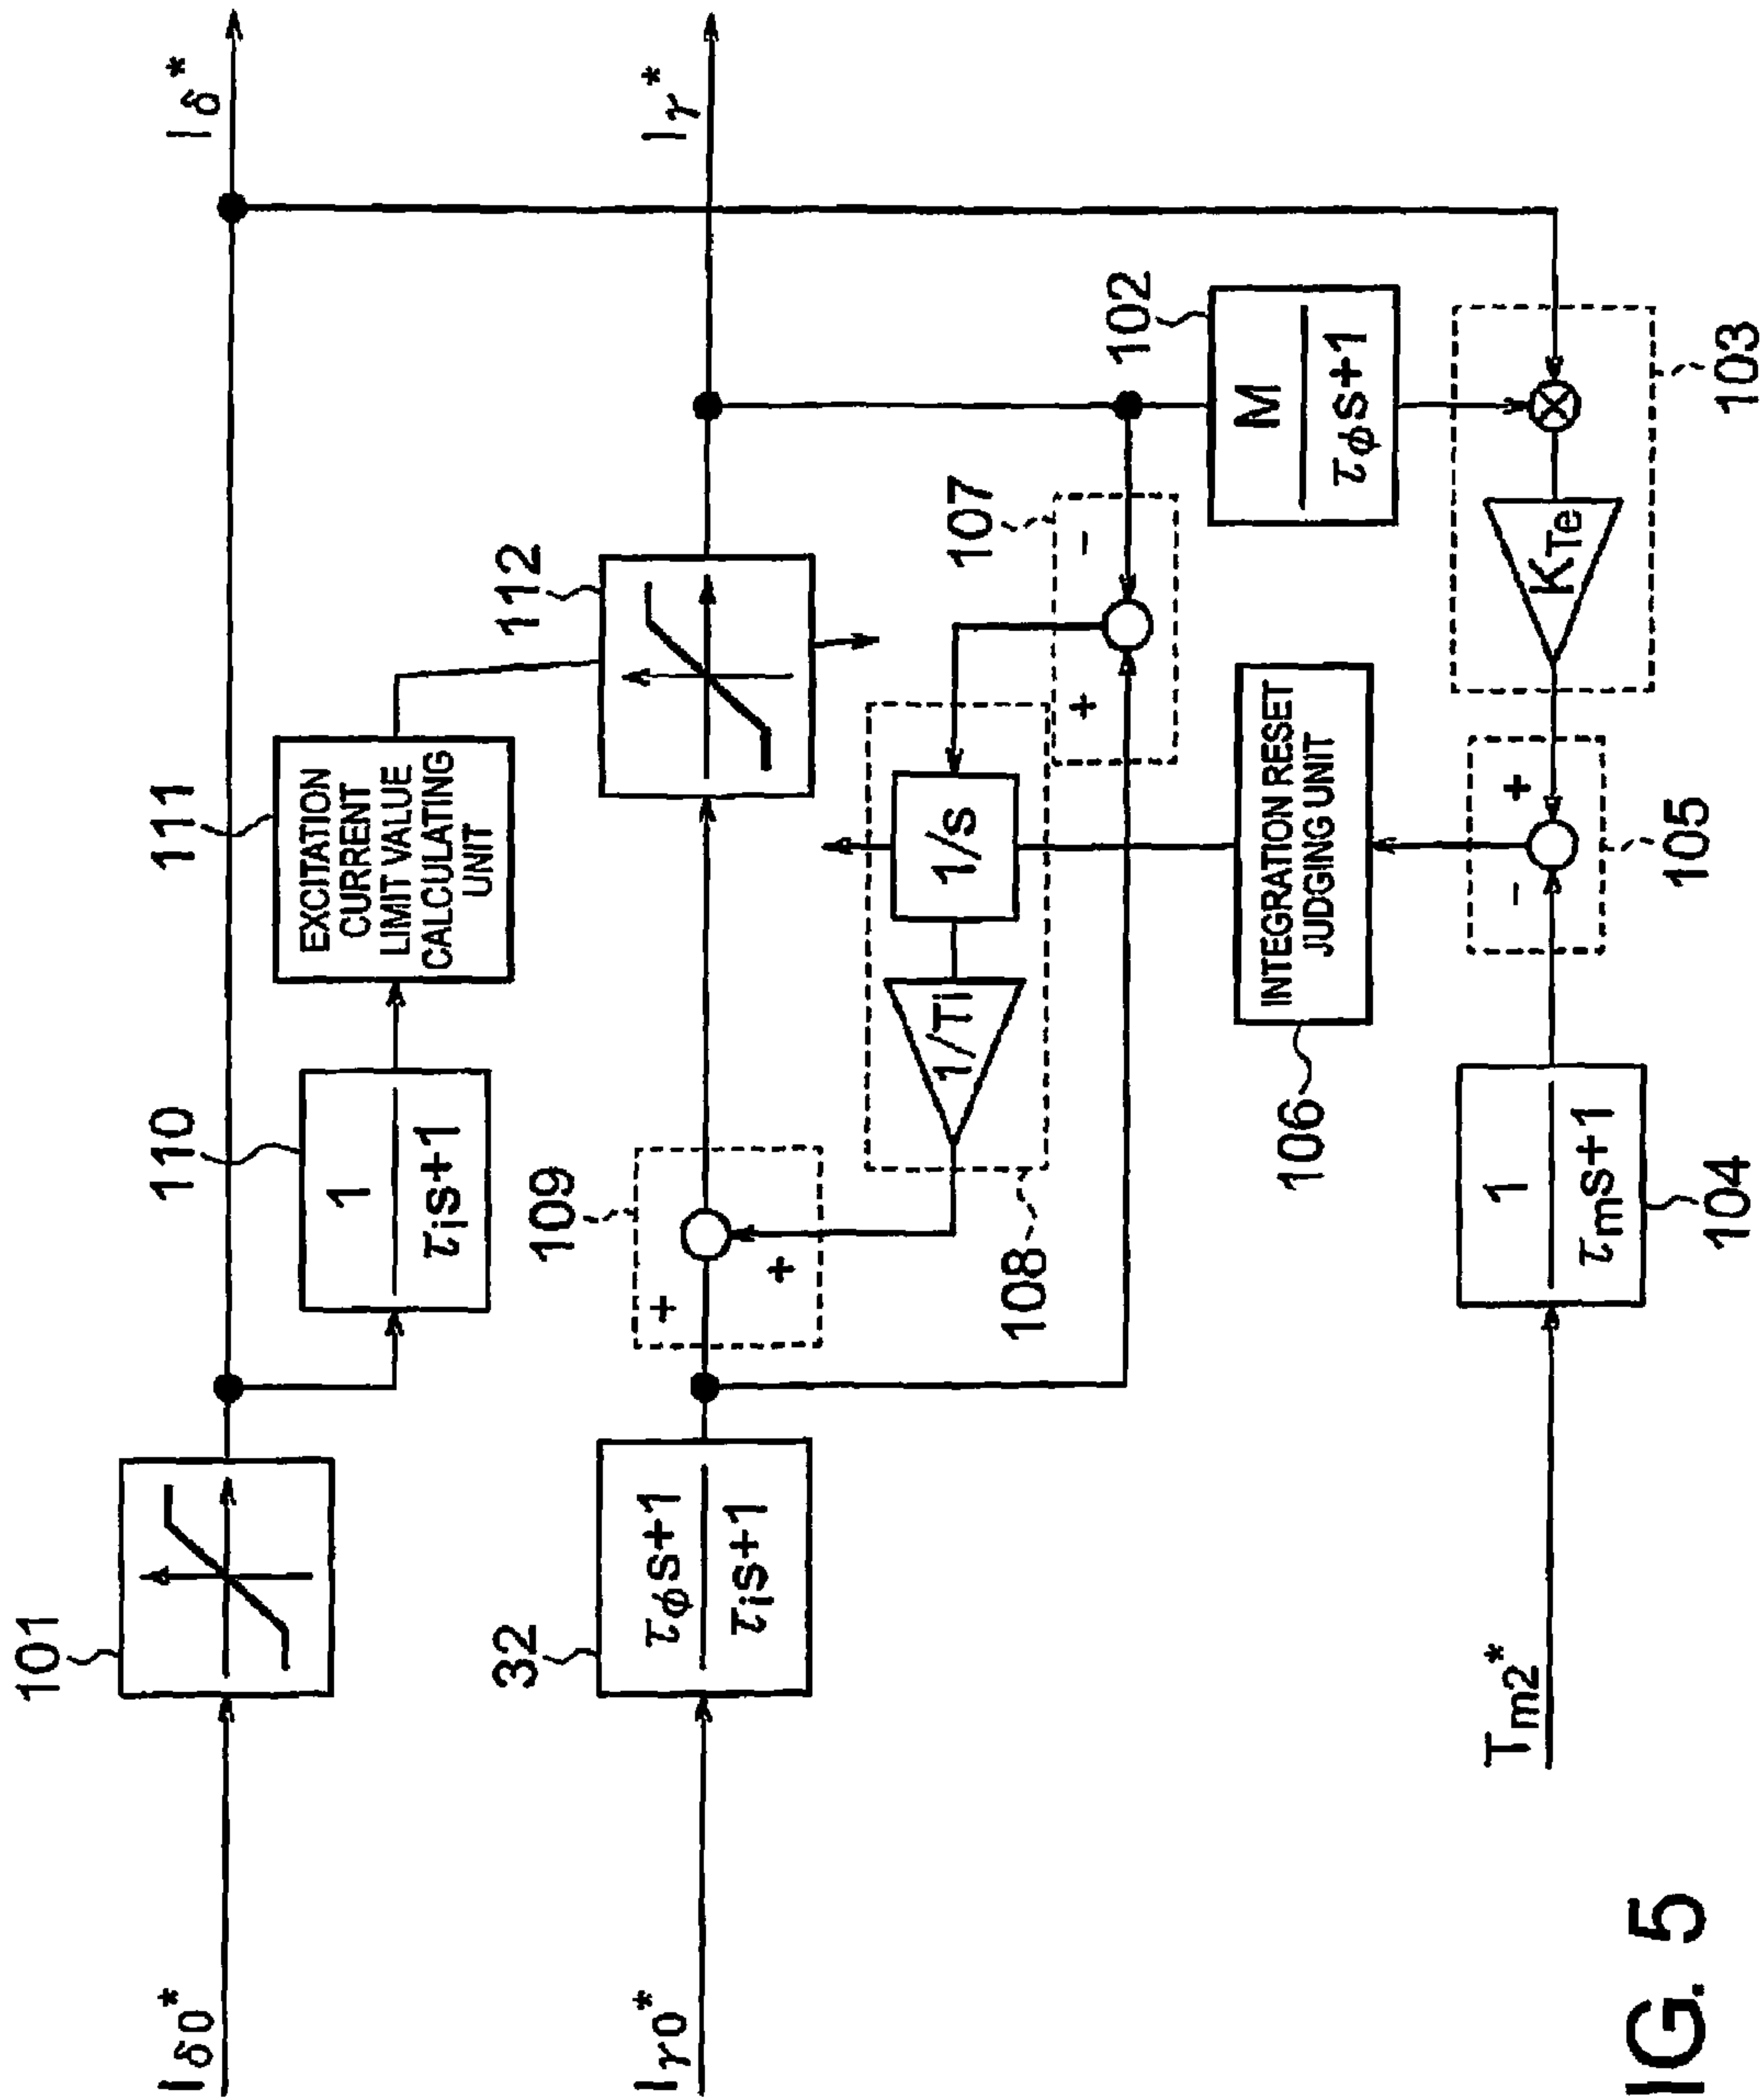 Iδ0*
101
Iδ*
110
1
τis+1
111
EXCITATION
CURRENT
LIMIT VALUE
CALCULATING
UNIT
Iγ0*
32
τϕs+1
τis+1
109
+
+
112
Iγ*
108
1/Ti
1/s
107
+
-
102
M
τϕs+1
106
INTEGRATION RESET
JUDGING UNIT
Tm2*
104
1
τms+1
105
-
+
KTe
103
IG. 5